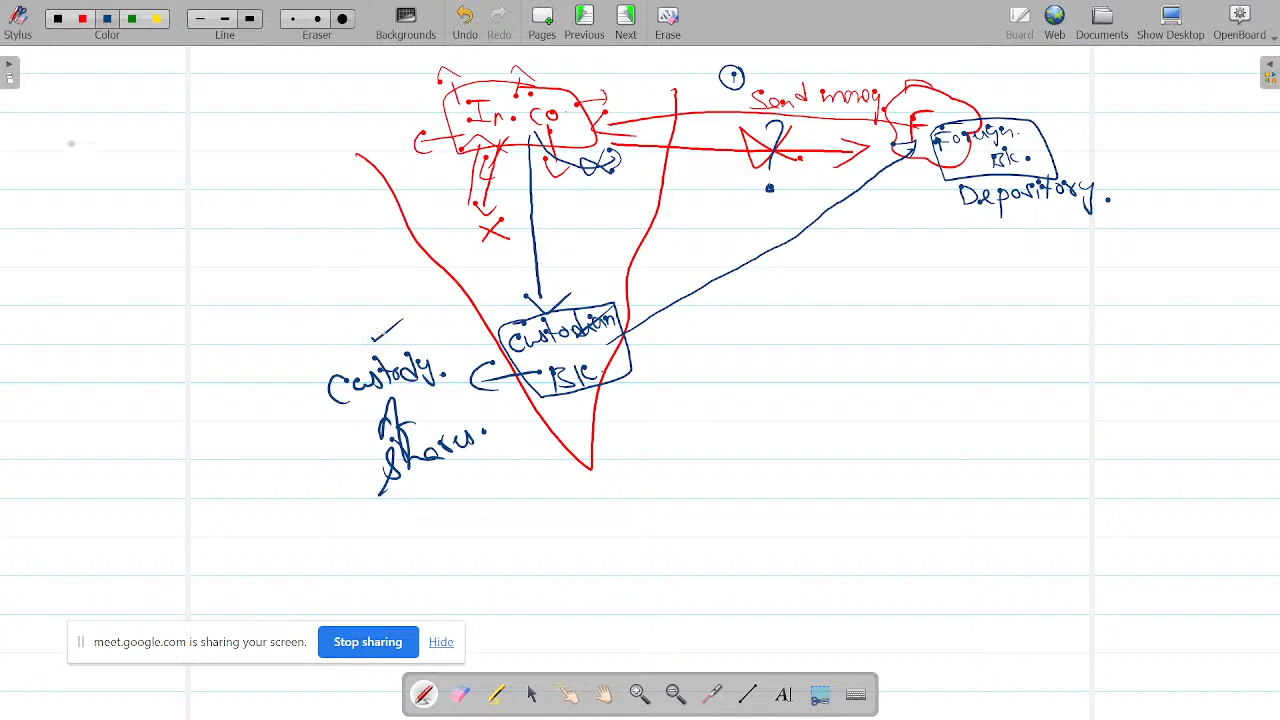 Stylus
Color
Line
Eraser
Backgrounds
Undo
Redo
Pages
Previous
Next
Erase
Board
Web
Documents
Show Desktop
OpenBoard
1
Send money
In. Co
Foreign.
BK.
Depository.
?
X
Custodian
BK.
Custody.
of
Shares.
meet.google.com is sharing your screen.
Stop sharing
Hide